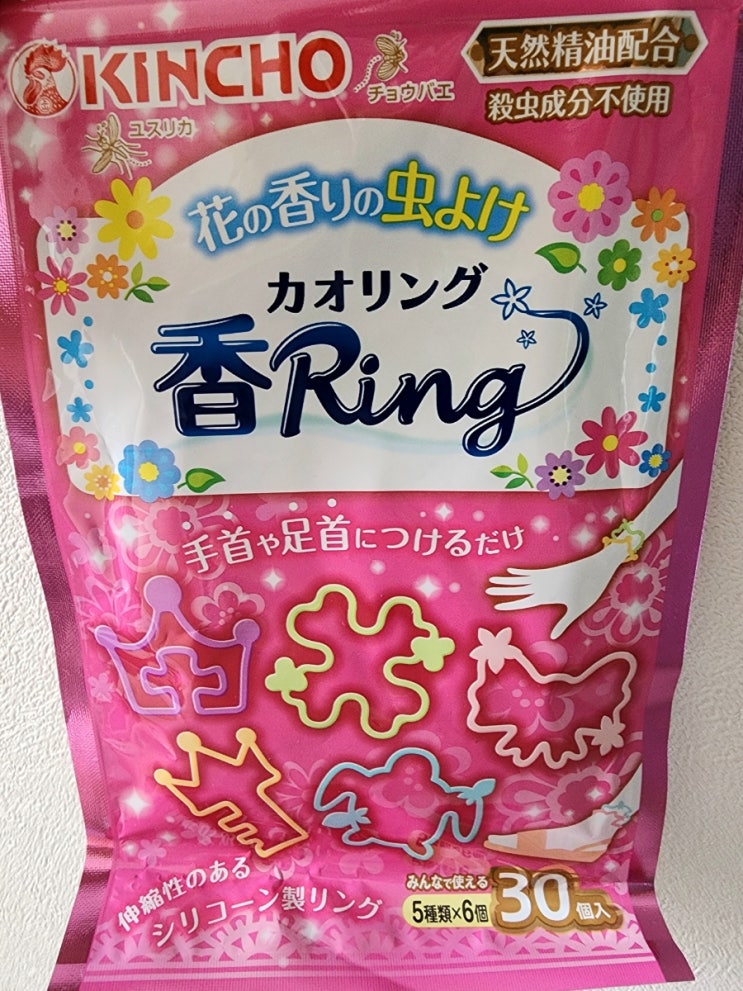 KINCHO
チョウバエ
ユスリカ
天然精油配合
殺虫成分不使用
花の香りの虫よけ
カオリング
香Ring
手首や足首につけるだけ
伸縮性のある
シリコーン製リング
みんなで使える
5種類×6個
30個入